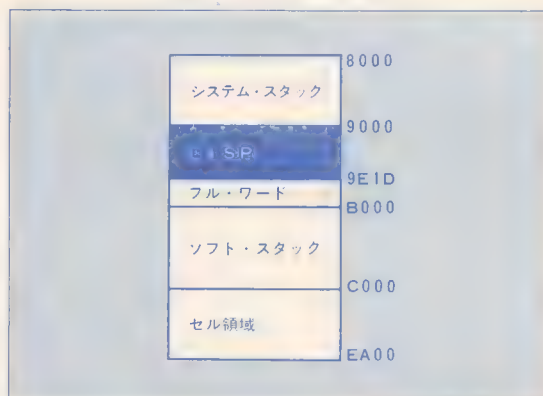 8000
システム・スタック
9000
LISP
9E1D
フル・ワード
B000
ソフト・スタック
C000
セル領域
EA00